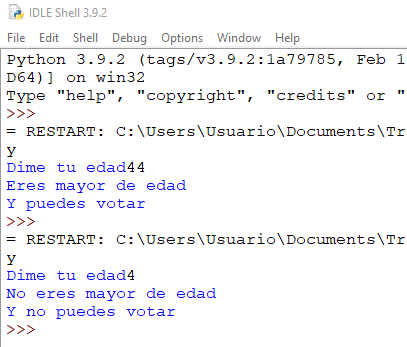 IDLE Shell 3.9.2
File Edit Shell Debug Options Window Help
Python 3.9.2 (tags/v3.9.2:1a79785, Feb 1
D64)] on win32
Type "help", "copyright", "credits" or "
>>>
= RESTART: C:\Users\Usuario\Documents\Tr
y
Dime tu edad44
Eres mayor de edad
Y puedes votar
>>>
= RESTART: C:\Users\Usuario\Documents\Tr
y
Dime tu edad4
No eres mayor de edad
Y no puedes votar
>>>